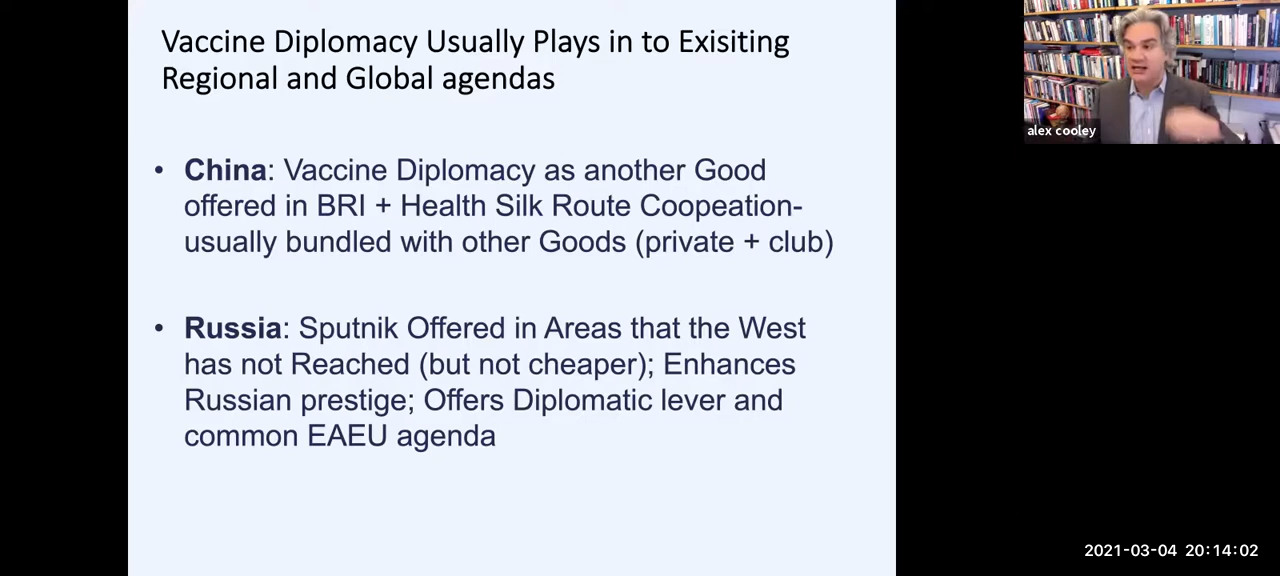 Vaccine Diplomacy Usually Plays in to Exisiting
Regional and Global agendas
• China: Vaccine Diplomacy as another Good
offered in BRI + Health Silk Route Coopeation-
usually bundled with other Goods (private + club)
• Russia: Sputnik Offered in Areas that the West
has not Reached (but not cheaper); Enhances
Russian prestige; Offers Diplomatic lever and
common EAEU agenda
alex cooley
2021-03-04 20:14:02